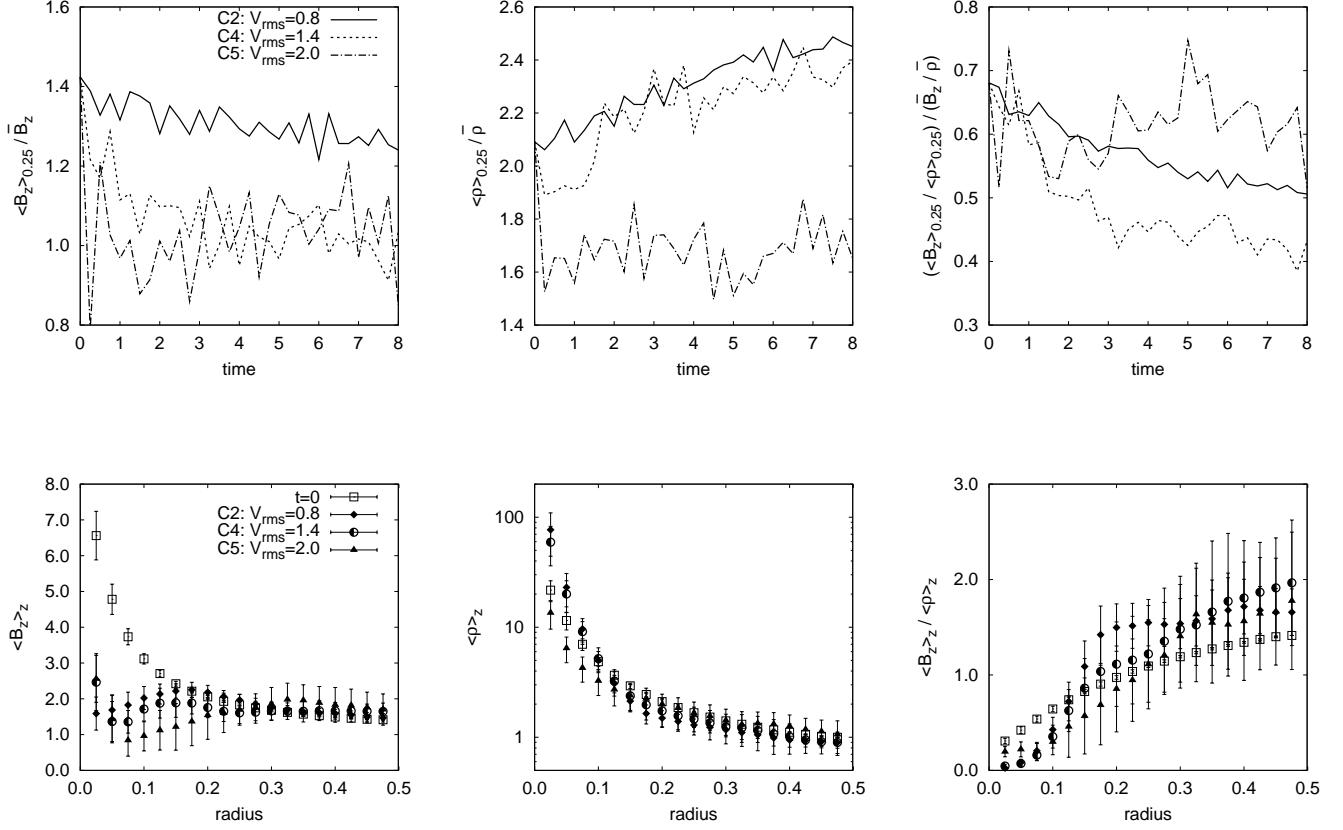 1.6
1.4
1.2
1.0
0.8
0 1 2 3 4 5 6 7 8
time
<B_z>_0.25 / B̅_z
C2: V_rms=0.8
C4: V_rms=1.4
C5: V_rms=2.0
2.6
2.4
2.2
2.0
1.8
1.6
1.4
0 1 2 3 4 5 6 7 8
time
<ρ>_0.25 / ρ̅
0.8
0.7
0.6
0.5
0.4
0.3
0 1 2 3 4 5 6 7 8
time
(<B_z>_0.25 / <ρ>_0.25) / (B̅_z / ρ̅)
8.0
7.0
6.0
5.0
4.0
3.0
2.0
1.0
0.0
0.0 0.1 0.2 0.3 0.4 0.5
radius
<B_z>_z
t=0
C2: V_rms=0.8
C4: V_rms=1.4
C5: V_rms=2.0
100
10
1
0.0 0.1 0.2 0.3 0.4 0.5
radius
<ρ>_z
3.0
2.0
1.0
0.0
0.0 0.1 0.2 0.3 0.4 0.5
radius
<B_z>_z / <ρ>_z